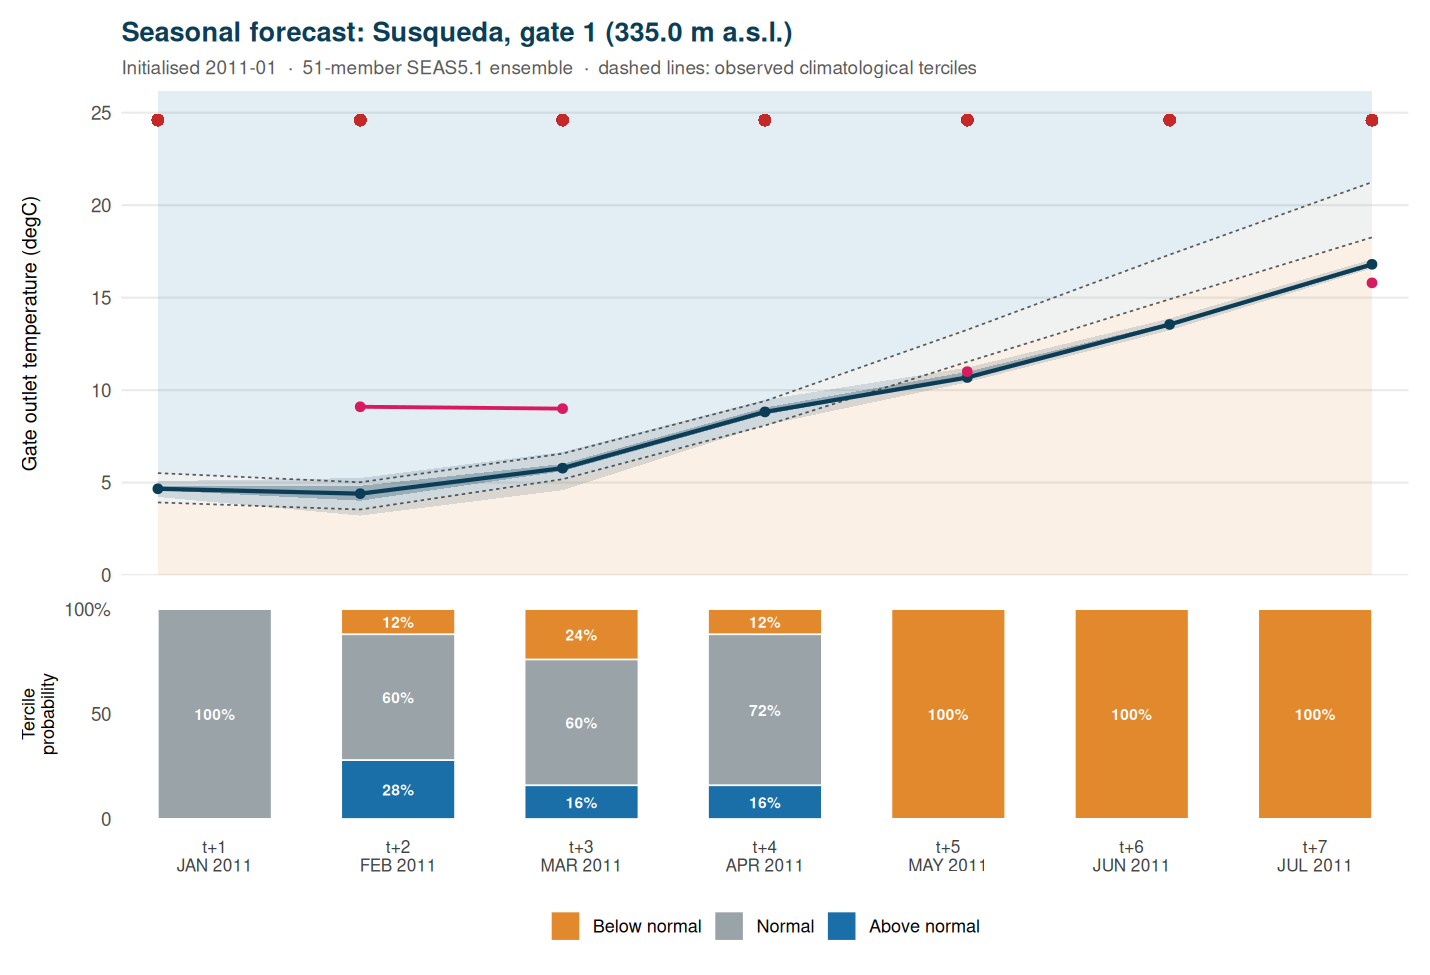 Seasonal forecast: Susqueda, gate 1 (335.0 m a.s.l.)
Initialised 2011-01 · 51-member SEAS5.1 ensemble · dashed lines: observed climatological terciles
Gate outlet temperature (degC)
25
20
15
10
5
0
Tercile
probability
100%
50
0
100%
12%
60%
28%
24%
60%
16%
12%
72%
16%
100%
100%
100%
t+1
JAN 2011
t+2
FEB 2011
t+3
MAR 2011
t+4
APR 2011
t+5
MAY 2011
t+6
JUN 2011
t+7
JUL 2011
Below normal
Normal
Above normal